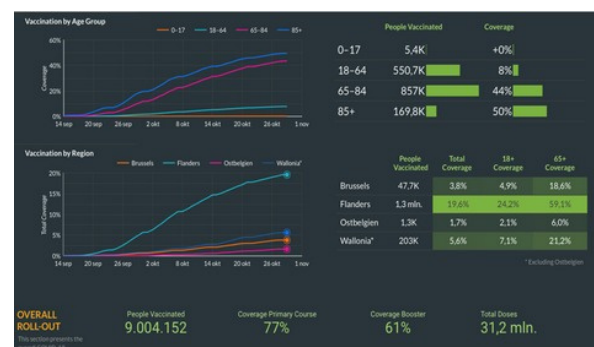 Vaccination by Age Group
0-17 18-64 65-84 85+
60%
40%
20%
0%
Coverage
14 sep 20 sep 26 sep 2 okt 8 okt 14 okt 20 okt 26 okt 1 nov
People Vaccinated Coverage
0-17 5,4K +0%
18-64 550,7K 8%
65-84 857K 44%
85+ 169,8K 50%
Vaccination by Region
Brussels Flanders Ostbelgien Wallonia*
20%
15%
10%
5%
0%
Total Coverage
14 sep 20 sep 26 sep 2 okt 8 okt 14 okt 20 okt 26 okt 1 nov
People Total 18+ 65+
Vaccinated Coverage Coverage Coverage
Brussels 47,7K 3,8% 4,9% 18,6%
Flanders 1,3 mln. 19,6% 24,2% 59,1%
Ostbelgien 1,3K 1,7% 2,1% 6,0%
Wallonia* 203K 5,6% 7,1% 21,2%
* Excluding Ostbelgien
OVERALL
ROLL-OUT
This section presents the
People Vaccinated Coverage Primary Course Coverage Booster Total Doses
9.004.152 77% 61% 31,2 mln.